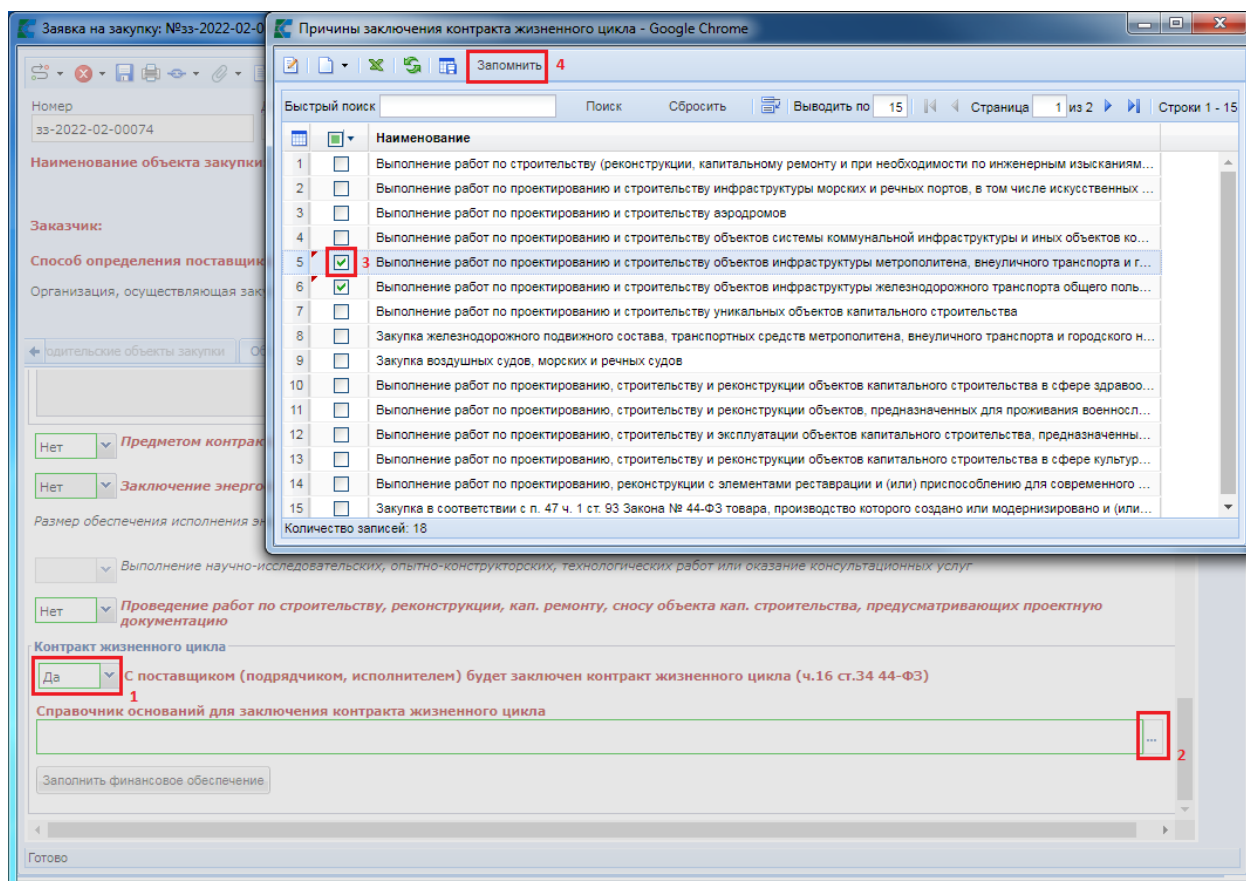 Заявка на закупку: №зз-2022-02-0
Причины заключения контракта жизненного цикла - Google Chrome
Запомнить 4
Быстрый поиск Поиск Сбросить Выводить по 15 Страница 1 из 2 Строки 1 - 15
Наименование
1 Выполнение работ по строительству (реконструкции, капитальному ремонту и при необходимости по инженерным изысканиям...
2 Выполнение работ по проектированию и строительству инфраструктуры морских и речных портов, в том числе искусственных ...
3 Выполнение работ по проектированию и строительству аэродромов
4 Выполнение работ по проектированию и строительству объектов системы коммунальной инфраструктуры и иных объектов ко...
5 3 Выполнение работ по проектированию и строительству объектов инфраструктуры метрополитена, внеуличного транспорта и г...
6 Выполнение работ по проектированию и строительству объектов инфраструктуры железнодорожного транспорта общего поль...
7 Выполнение работ по проектированию и строительству уникальных объектов капитального строительства
8 Закупка железнодорожного подвижного состава, транспортных средств метрополитена, внеуличного транспорта и городского н...
9 Закупка воздушных судов, морских и речных судов
10 Выполнение работ по проектированию, строительству и реконструкции объектов капитального строительства в сфере здравоо...
11 Выполнение работ по проектированию, строительству и реконструкции объектов, предназначенных для проживания военносл...
12 Выполнение работ по проектированию, строительству и эксплуатации объектов капитального строительства, предназначенны...
13 Выполнение работ по проектированию, строительству и реконструкции объектов капитального строительства в сфере культур...
14 Выполнение работ по проектированию, реконструкции с элементами реставрации и (или) приспособлению для современного ...
15 Закупка в соответствии с п. 47 ч. 1 ст. 93 Закона № 44-ФЗ товара, производство которого создано или модернизировано и (или...
Количество записей: 18
Номер
зз-2022-02-00074
Наименование объекта закупки
Заказчик:
Способ определения поставщик
Организация, осуществляющая зак
одительские объекты закупки Об
Нет Предметом контрак
Нет Заключение энерго
Размер обеспечения исполнения эн
Выполнение научно-исследовательских, опытно-конструкторских, технологических работ или оказание консультационных услуг
Нет Проведение работ по строительству, реконструкции, кап. ремонту, сносу объекта кап. строительства, предусматривающих проектную
документацию
Контракт жизненного цикла
Да С поставщиком (подрядчиком, исполнителем) будет заключен контракт жизненного цикла (ч.16 ст.34 44-ФЗ)
1
Справочник оснований для заключения контракта жизненного цикла
...
2
Заполнить финансовое обеспечение
Готово